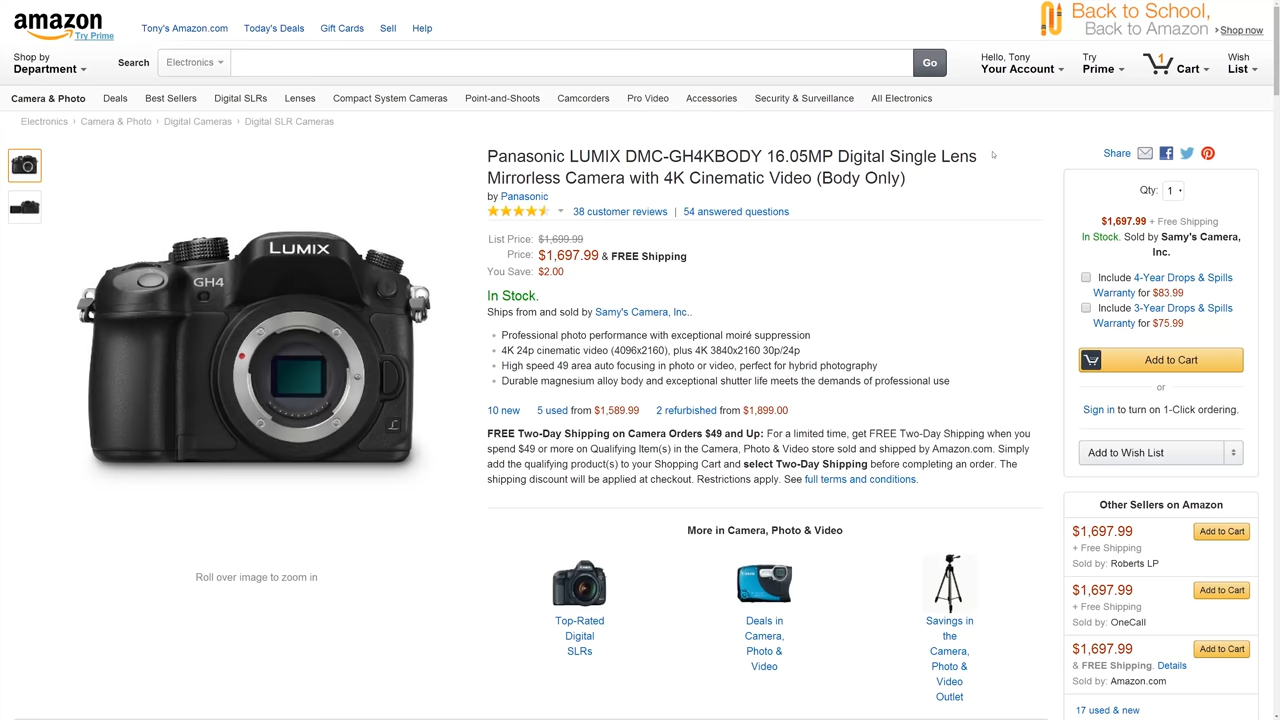 amazon
Try Prime
Tony's Amazon.com Today's Deals Gift Cards Sell Help
Back to School,
Back to Amazon Shop now
Shop by
Department
Search Electronics Go
Hello, Tony
Your Account
Try
Prime
1
Cart
Wish
List
Camera & Photo Deals Best Sellers Digital SLRs Lenses Compact System Cameras Point-and-Shoots Camcorders Pro Video Accessories Security & Surveillance All Electronics
Electronics › Camera & Photo › Digital Cameras › Digital SLR Cameras
LUMIX
GH4
L
Roll over image to zoom in
Panasonic LUMIX DMC-GH4KBODY 16.05MP Digital Single Lens
Mirrorless Camera with 4K Cinematic Video (Body Only)
by Panasonic
38 customer reviews | 54 answered questions
List Price: $1,699.99
Price: $1,697.99 & FREE Shipping
You Save: $2.00
In Stock.
Ships from and sold by Samy's Camera, Inc..
Professional photo performance with exceptional moiré suppression
4K 24p cinematic video (4096x2160), plus 4K 3840x2160 30p/24p
High speed 49 area auto focusing in photo or video, perfect for hybrid photography
Durable magnesium alloy body and exceptional shutter life meets the demands of professional use
10 new 5 used from $1,589.99 2 refurbished from $1,899.00
FREE Two-Day Shipping on Camera Orders $49 and Up: For a limited time, get FREE Two-Day Shipping when you
spend $49 or more on Qualifying Item(s) in the Camera, Photo & Video store sold and shipped by Amazon.com. Simply
add the qualifying product(s) to your Shopping Cart and select Two-Day Shipping before completing an order. The
shipping discount will be applied at checkout. Restrictions apply. See full terms and conditions.
More in Camera, Photo & Video
Top-Rated
Digital
SLRs
Deals in
Camera,
Photo &
Video
Savings in
the
Camera,
Photo &
Video
Outlet
Share
Qty: 1
$1,697.99 + Free Shipping
In Stock. Sold by Samy's Camera,
Inc.
Include 4-Year Drops & Spills
Warranty for $83.99
Include 3-Year Drops & Spills
Warranty for $75.99
Add to Cart
or
Sign in to turn on 1-Click ordering.
Add to Wish List
Other Sellers on Amazon
$1,697.99 Add to Cart
+ Free Shipping
Sold by: Roberts LP
$1,697.99 Add to Cart
+ Free Shipping
Sold by: OneCall
$1,697.99 Add to Cart
& FREE Shipping. Details
Sold by: Amazon.com
17 used & new